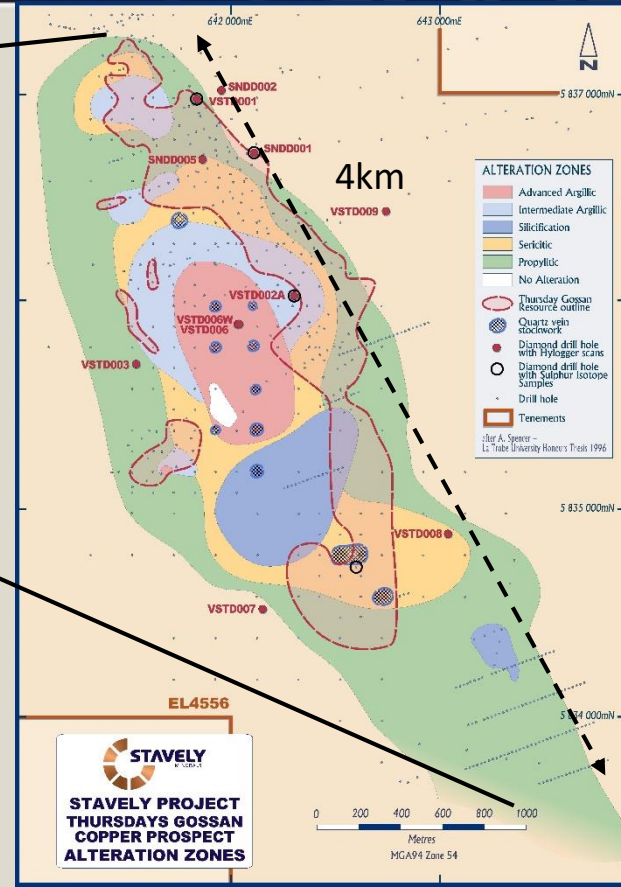 642 000mE
643 000mE
N
5 837 000mN
SNDD002
VSTD001
SNDD001
SNDD005
4km
VSTD009
ALTERATION ZONES
Advanced Argillic
Intermediate Argillic
Silicification
Sericitic
Propylitic
No Alteration
Thursday Gossan
Resource outline
Quartz vein
stockwork
Diamond drill hole
with Hylogger scans
Diamond drill hole
with Sulphur Isotope
Samples
Drill hole
Tenements
after A. Spencer –
La Trobe University Honours Thesis 1996
VSTD002A
VSTD006W
VSTD006
VSTD003
5 835 000mN
VSTD008
VSTD007
EL4556
5 834 000mN
STAVELY
MINERALS
STAVELY PROJECT
THURSDAYS GOSSAN
COPPER PROSPECT
ALTERATION ZONES
0 200 400 600 800 1000
Metres
MGA94 Zone 54